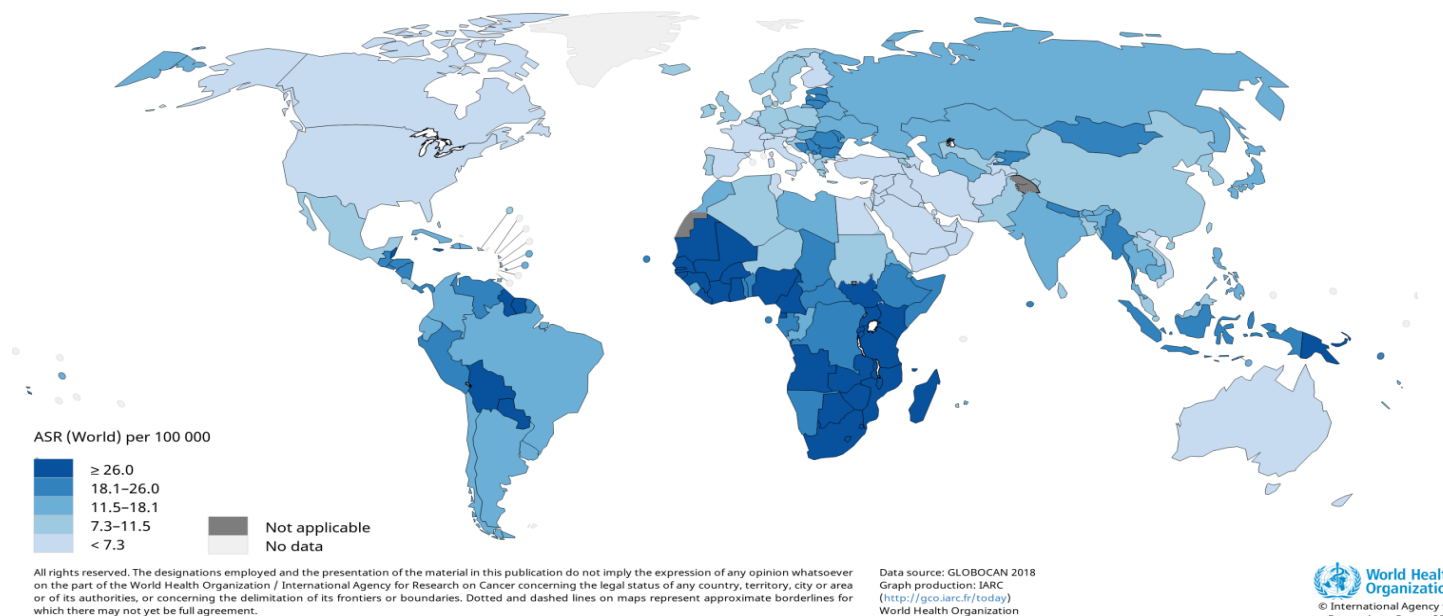 ASR (World) per 100 000
≥ 26.0
18.1–26.0
11.5–18.1
7.3–11.5
< 7.3
Not applicable
No data
All rights reserved. The designations employed and the presentation of the material in this publication do not imply the expression of any opinion whatsoever
on the part of the World Health Organization / International Agency for Research on Cancer concerning the legal status of any country, territory, city or area
or of its authorities, or concerning the delimitation of its frontiers or boundaries. Dotted and dashed lines on maps represent approximate borderlines for
which there may not yet be full agreement.
Data source: GLOBOCAN 2018
Graph production: IARC
(http://gco.iarc.fr/today)
World Health Organization
World Healt
Organizatio
© International Agency